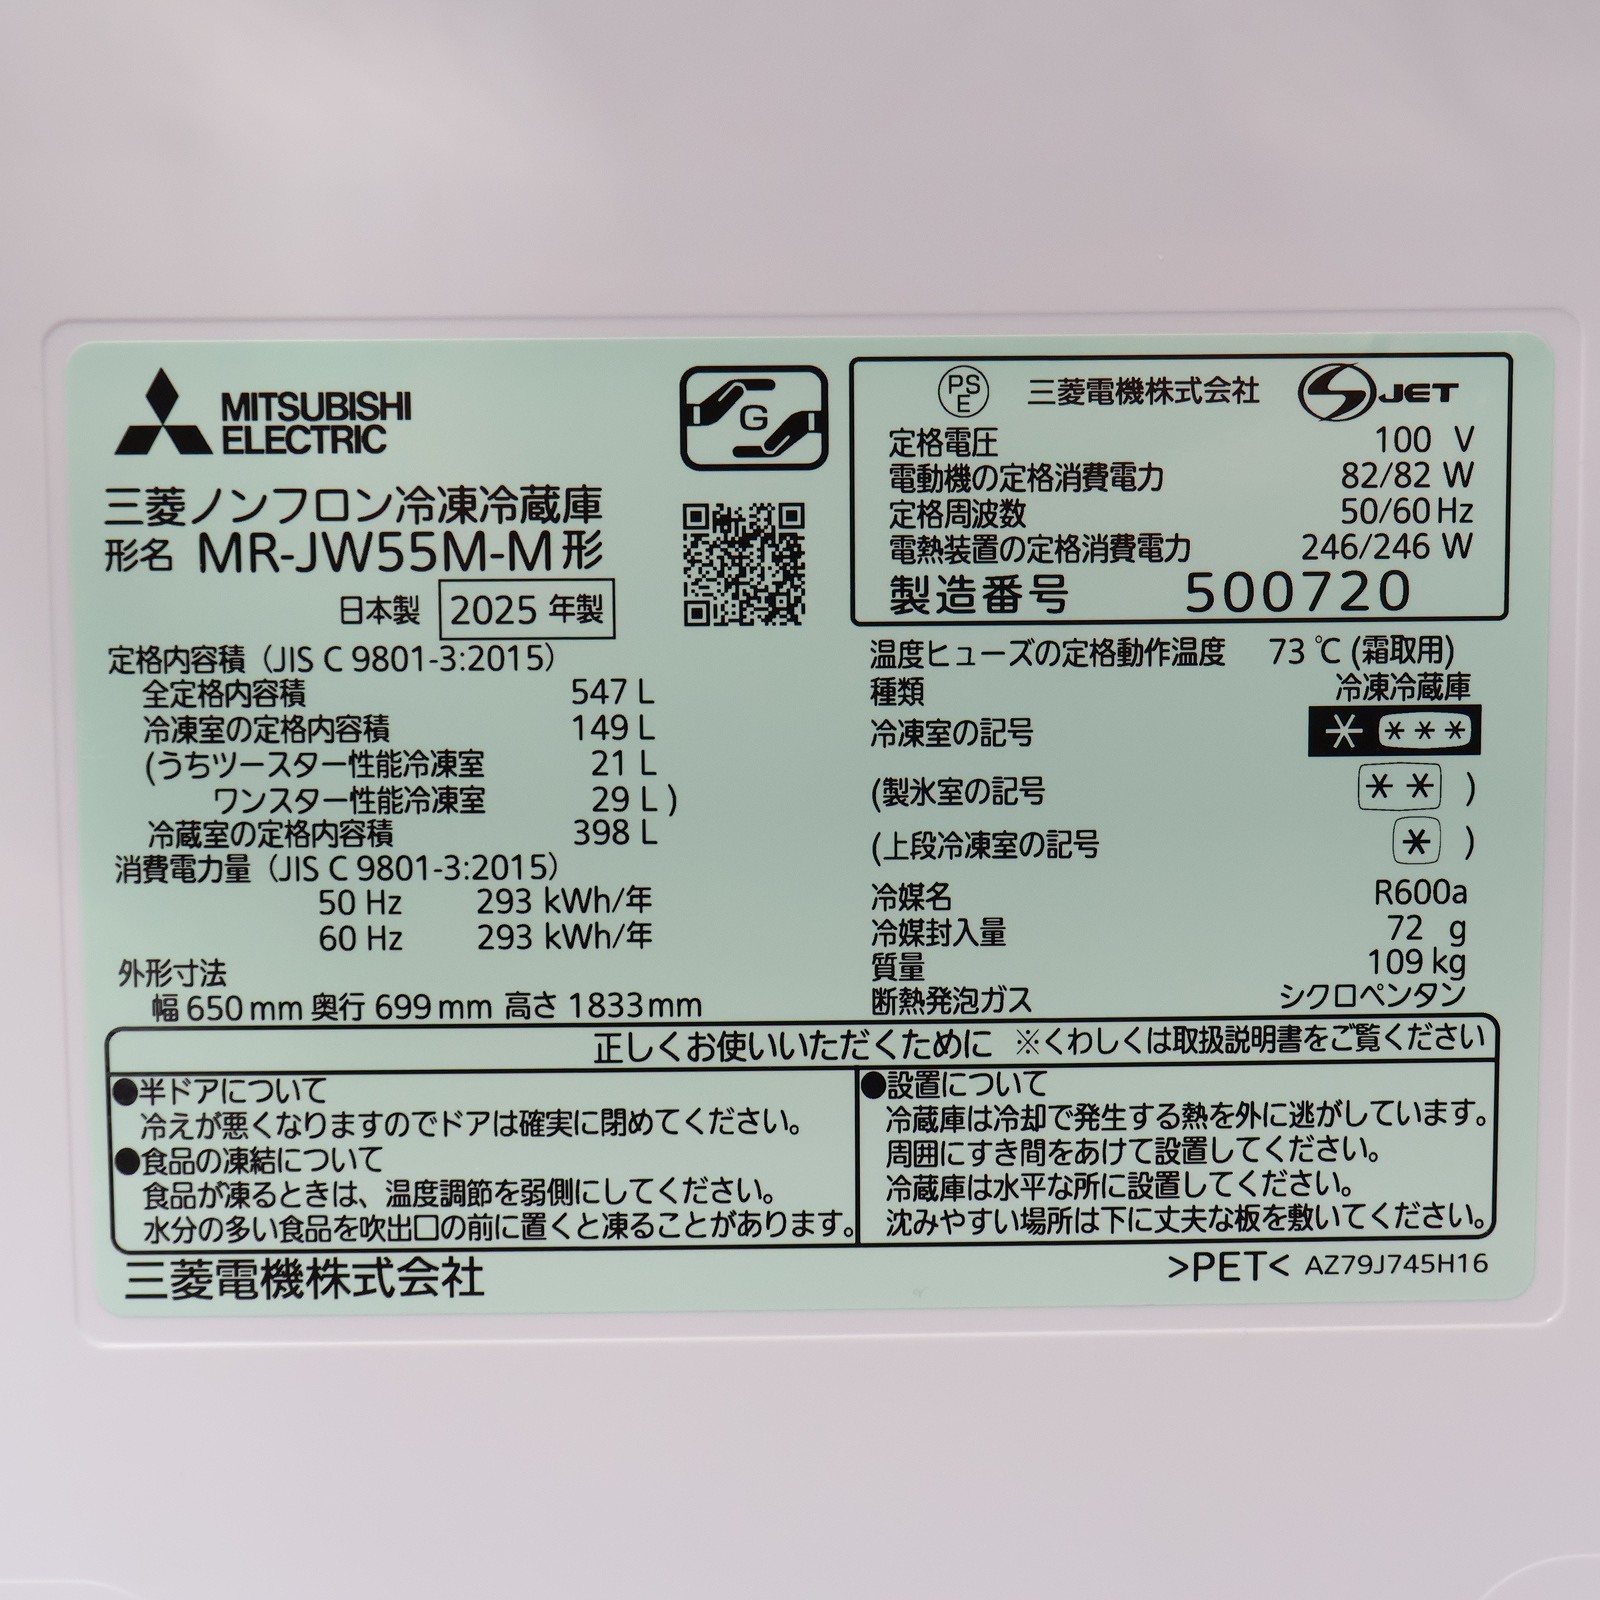 MITSUBISHI
ELECTRIC
G
三菱ノンフロン冷凍冷蔵庫
形名 MR-JW55M-M形
日本製 2025 年製
定格内容積（JIS C 9801-3:2015）
全定格内容積 547 L
冷凍室の定格内容積 149 L
(うちツースター性能冷凍室 21 L
ワンスター性能冷凍室 29 L )
冷蔵室の定格内容積 398 L
消費電力量（JIS C 9801-3:2015）
50 Hz 293 kWh/年
60 Hz 293 kWh/年
外形寸法
幅 650 mm 奥行 699 mm 高さ 1833 mm
PS E 三菱電機株式会社 S JET
定格電圧 100 V
電動機の定格消費電力 82/82 W
定格周波数 50/60 Hz
電熱装置の定格消費電力 246/246 W
製造番号 500720
温度ヒューズの定格動作温度 73 ℃ (霜取用)
種類 冷凍冷蔵庫
冷凍室の記号 * ***
(製氷室の記号 ** )
(上段冷凍室の記号 * )
冷媒名 R600a
冷媒封入量 72 g
質量 109 kg
断熱発泡ガス シクロペンタン
正しくお使いいただくために ※くわしくは取扱説明書をご覧ください
●半ドアについて
冷えが悪くなりますのでドアは確実に閉めてください。
●食品の凍結について
食品が凍るときは、温度調節を弱側にしてください。
水分の多い食品を吹出口の前に置くと凍ることがあります。
●設置について
冷蔵庫は冷却で発生する熱を外に逃がしています。
周囲にすき間をあけて設置してください。
冷蔵庫は水平な所に設置してください。
沈みやすい場所は下に丈夫な板を敷いてください。
三菱電機株式会社
>PET< AZ79J745H16